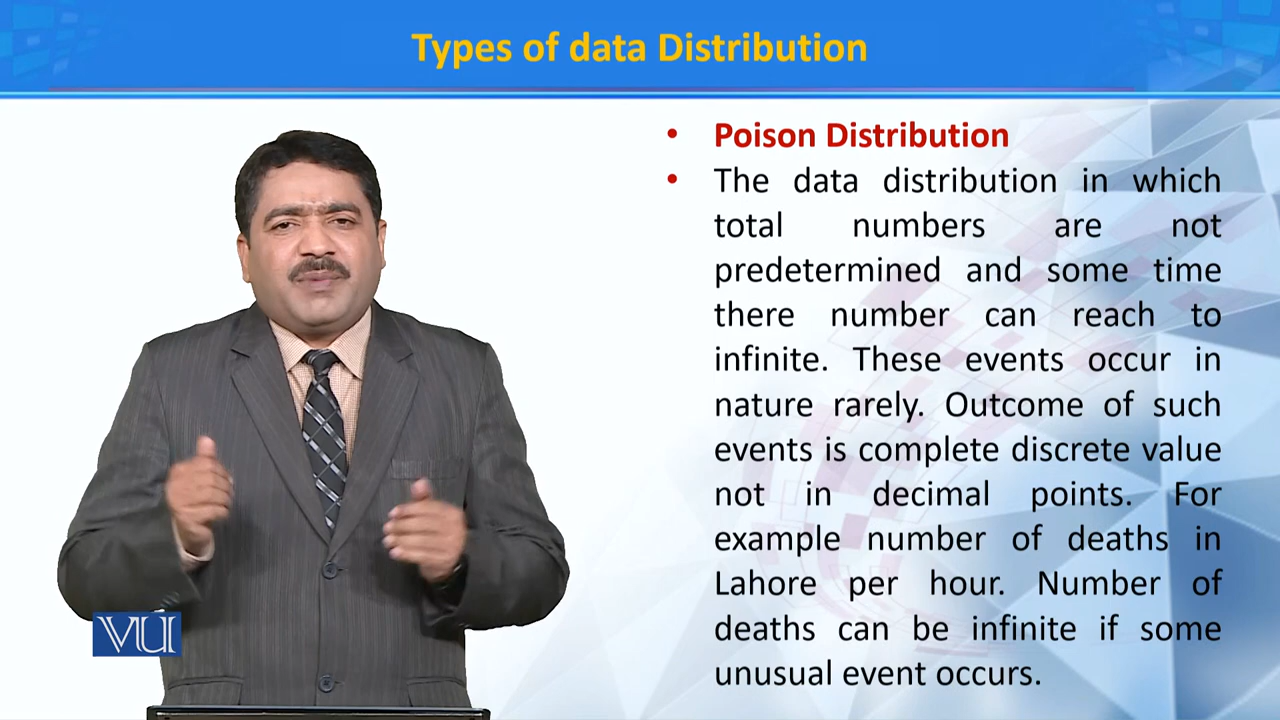 Types of data Distribution
• Poison Distribution
• The data distribution in which
total numbers are not
predetermined and some time
there number can reach to
infinite. These events occur in
nature rarely. Outcome of such
events is complete discrete value
not in decimal points. For
example number of deaths in
Lahore per hour. Number of
deaths can be infinite if some
unusual event occurs.
VU